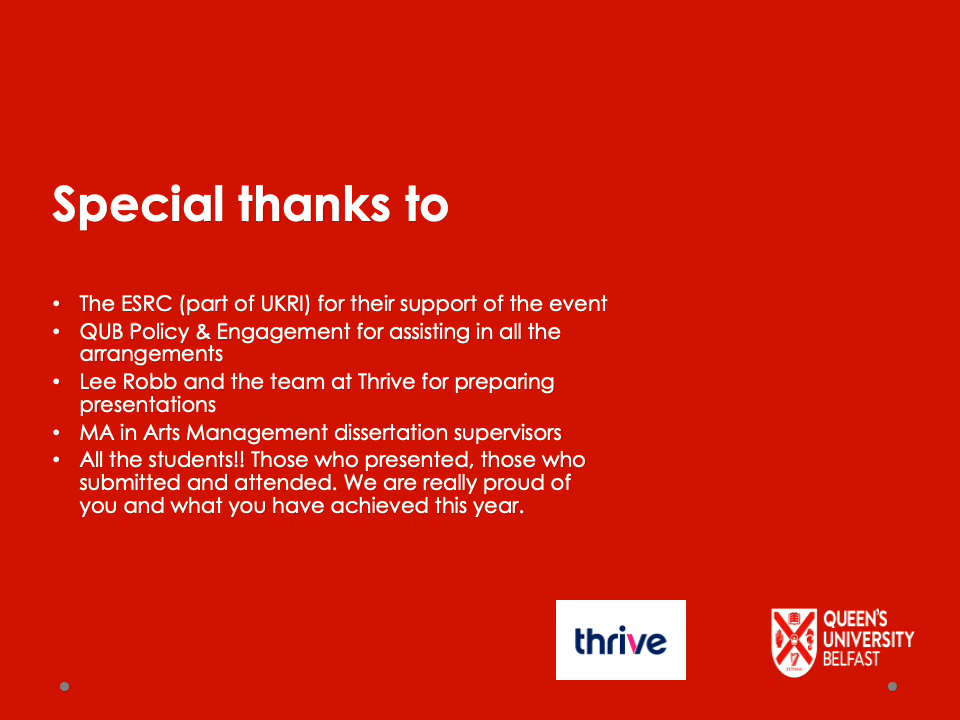 Special thanks to
• The ESRC (part of UKRI) for their support of the event
• QUB Policy & Engagement for assisting in all the
arrangements
• Lee Robb and the team at Thrive for preparing
presentations
• MA in Arts Management dissertation supervisors
• All the students!! Those who presented, those who
submitted and attended. We are really proud of
you and what you have achieved this year.
thrive
QUEEN'S
UNIVERSITY
BELFAST